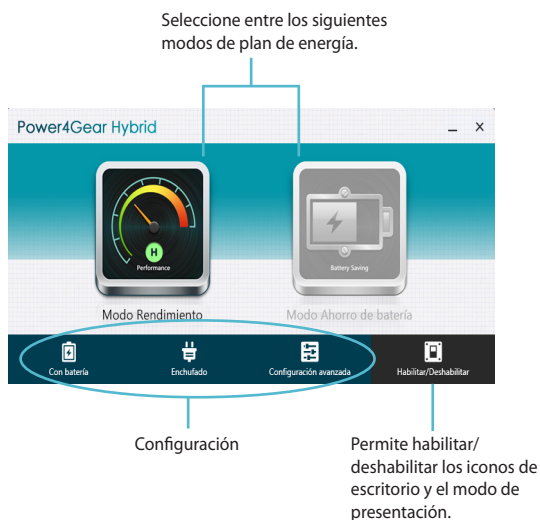 Seleccione entre los siguientes
modos de plan de energía.
Power4Gear Hybrid
H
Performance
Battery Saving
Modo Rendimiento
Modo Ahorro de batería
Con batería
Enchufado
Configuración avanzada
Habilitar/Deshabilitar
Configuración
Permite habilitar/
deshabilitar los iconos de
escritorio y el modo de
presentación.